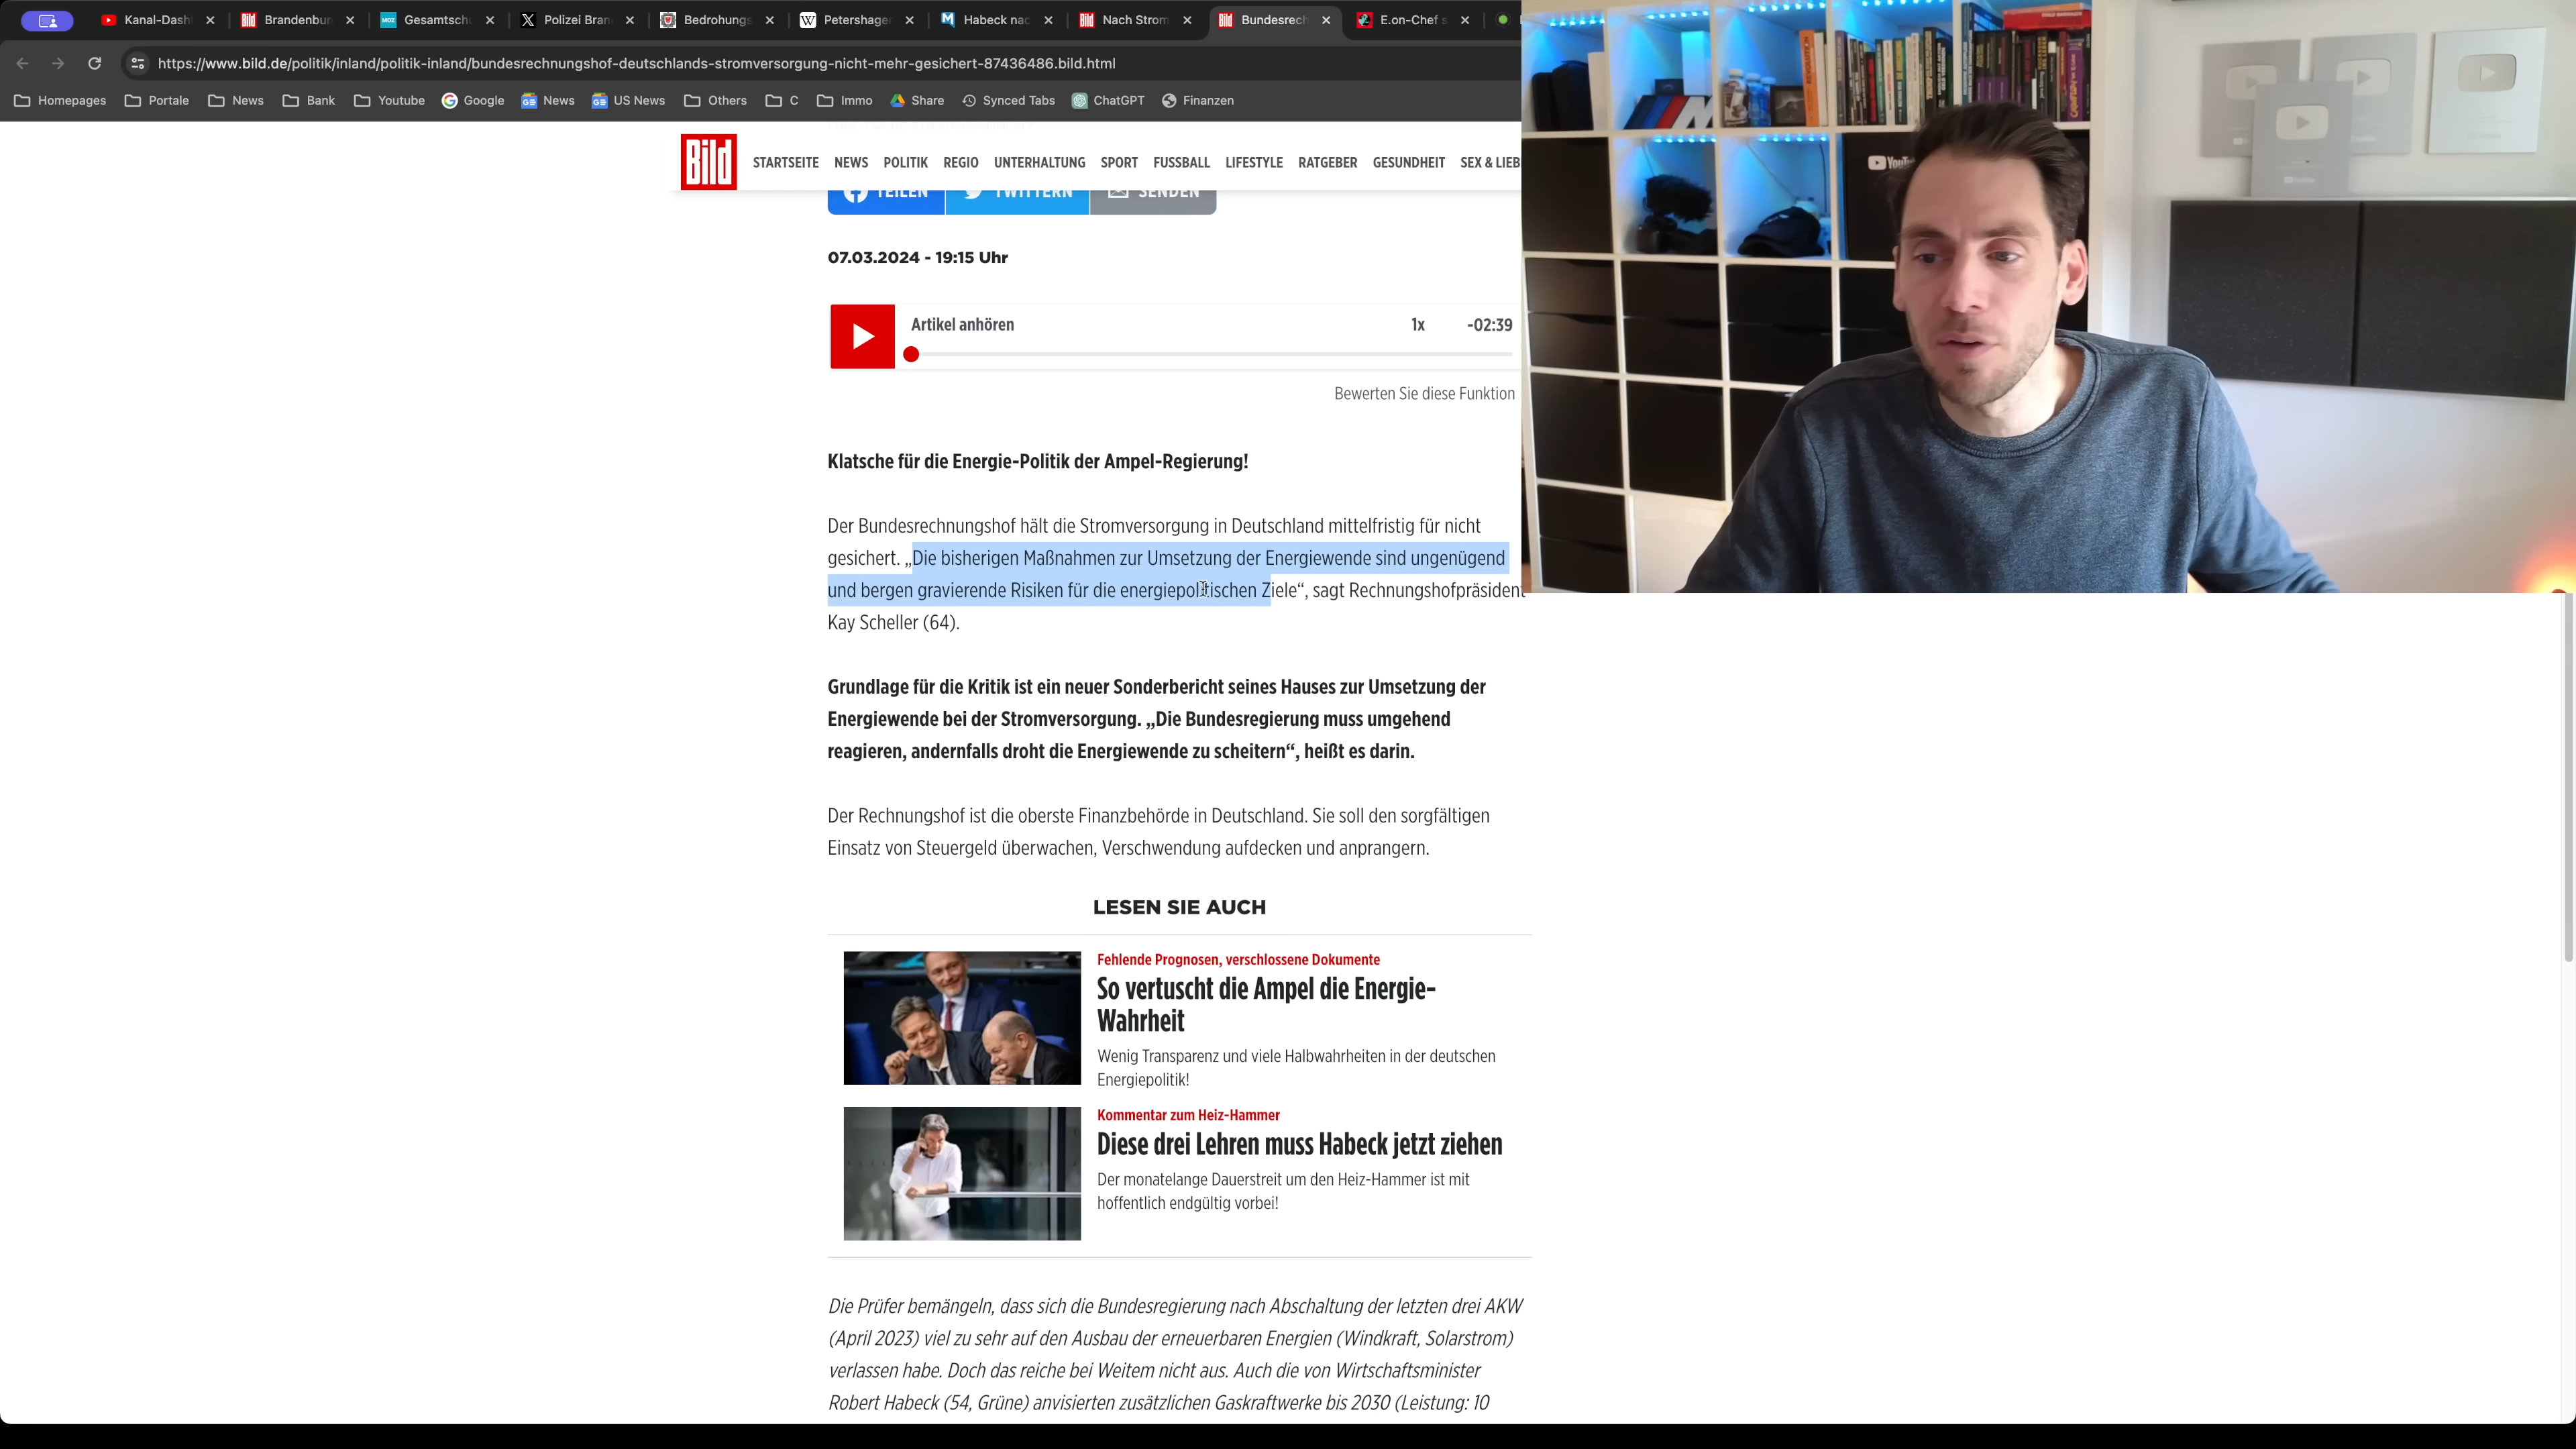 Kanal-Dash
Brandenbur
Gesamtschu
Polizei Bran
Bedrohungs
Petershager
Habeck nac
Nach Strom
Bundesrech
E.on-Chef s
https://www.bild.de/politik/inland/politik-inland/bundesrechnungshof-deutschlands-stromversorgung-nicht-mehr-gesichert-87436486.bild.html
Homepages Portale News Bank Youtube Google News US News Others C Immo Share Synced Tabs ChatGPT Finanzen
Bild STARTSEITE NEWS POLITIK REGIO UNTERHALTUNG SPORT FUSSBALL LIFESTYLE RATGEBER GESUNDHEIT SEX & LIEB
TEILEN TWITTERN SENDEN
07.03.2024 - 19:15 Uhr
Artikel anhören 1x -02:39
Bewerten Sie diese Funktion
Klatsche für die Energie-Politik der Ampel-Regierung!
Der Bundesrechnungshof hält die Stromversorgung in Deutschland mittelfristig für nicht
gesichert. „Die bisherigen Maßnahmen zur Umsetzung der Energiewende sind ungenügend
und bergen gravierende Risiken für die energiepolitischen Ziele“, sagt Rechnungshofpräsident
Kay Scheller (64).
Grundlage für die Kritik ist ein neuer Sonderbericht seines Hauses zur Umsetzung der
Energiewende bei der Stromversorgung. „Die Bundesregierung muss umgehend
reagieren, andernfalls droht die Energiewende zu scheitern“, heißt es darin.
Der Rechnungshof ist die oberste Finanzbehörde in Deutschland. Sie soll den sorgfältigen
Einsatz von Steuergeld überwachen, Verschwendung aufdecken und anprangern.
LESEN SIE AUCH
Fehlende Prognosen, verschlossene Dokumente
So vertuscht die Ampel die Energie-
Wahrheit
Wenig Transparenz und viele Halbwahrheiten in der deutschen
Energiepolitik!
Kommentar zum Heiz-Hammer
Diese drei Lehren muss Habeck jetzt ziehen
Der monatelange Dauerstreit um den Heiz-Hammer ist mit
hoffentlich endgültig vorbei!
Die Prüfer bemängeln, dass sich die Bundesregierung nach Abschaltung der letzten drei AKW
(April 2023) viel zu sehr auf den Ausbau der erneuerbaren Energien (Windkraft, Solarstrom)
verlassen habe. Doch das reiche bei Weitem nicht aus. Auch die von Wirtschaftsminister
Robert Habeck (54, Grüne) anvisierten zusätzlichen Gaskraftwerke bis 2030 (Leistung: 10